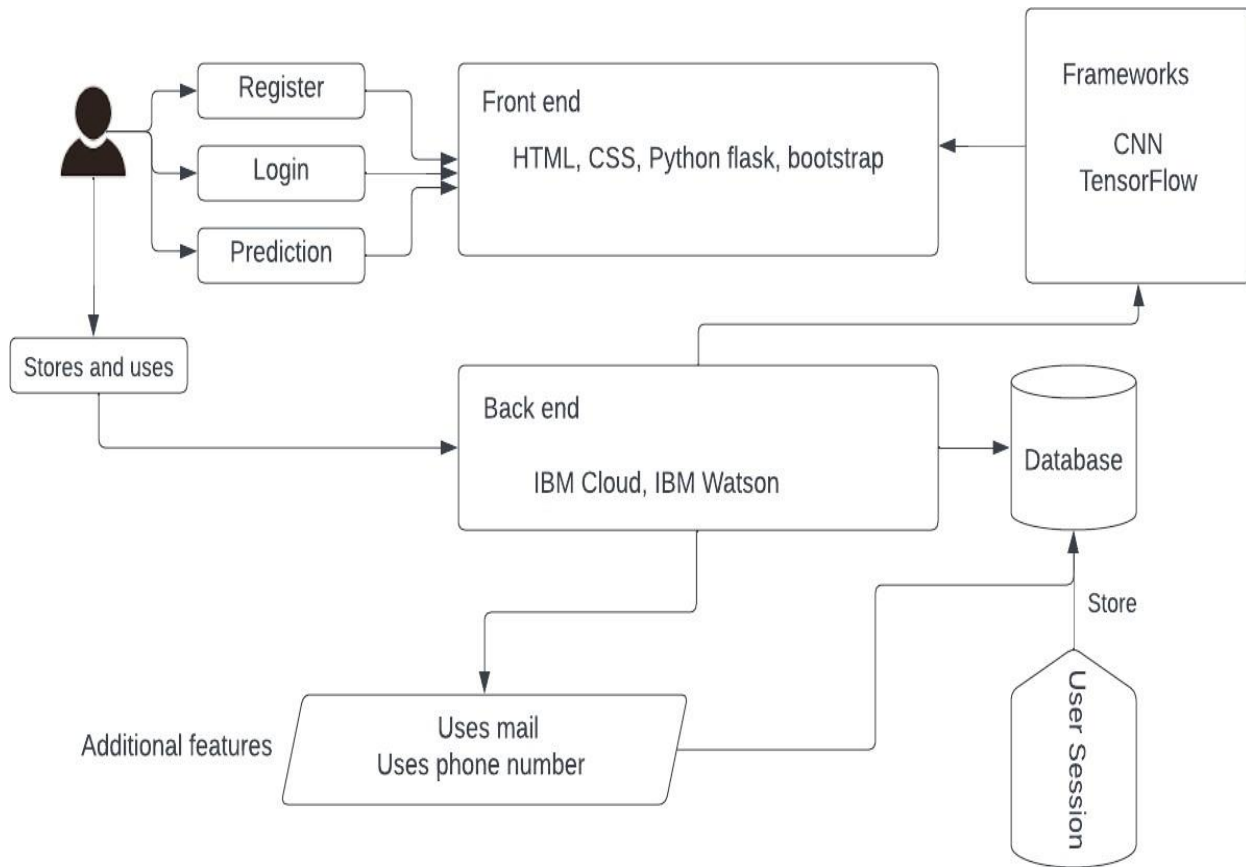 Register
Login
Prediction
Front end
HTML, CSS, Python flask, bootstrap
Frameworks
CNN
TensorFlow
Stores and uses
Back end
IBM Cloud, IBM Watson
Database
Store
User Session
Additional features
Uses mail
Uses phone number